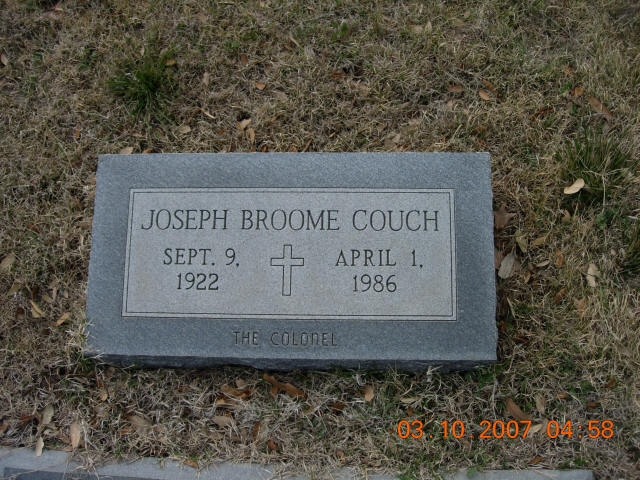 JOSEPH BROOME COUCH
SEPT. 9, APRIL 1,
1922 1986
THE COLONEL
03.10 2007 04:58